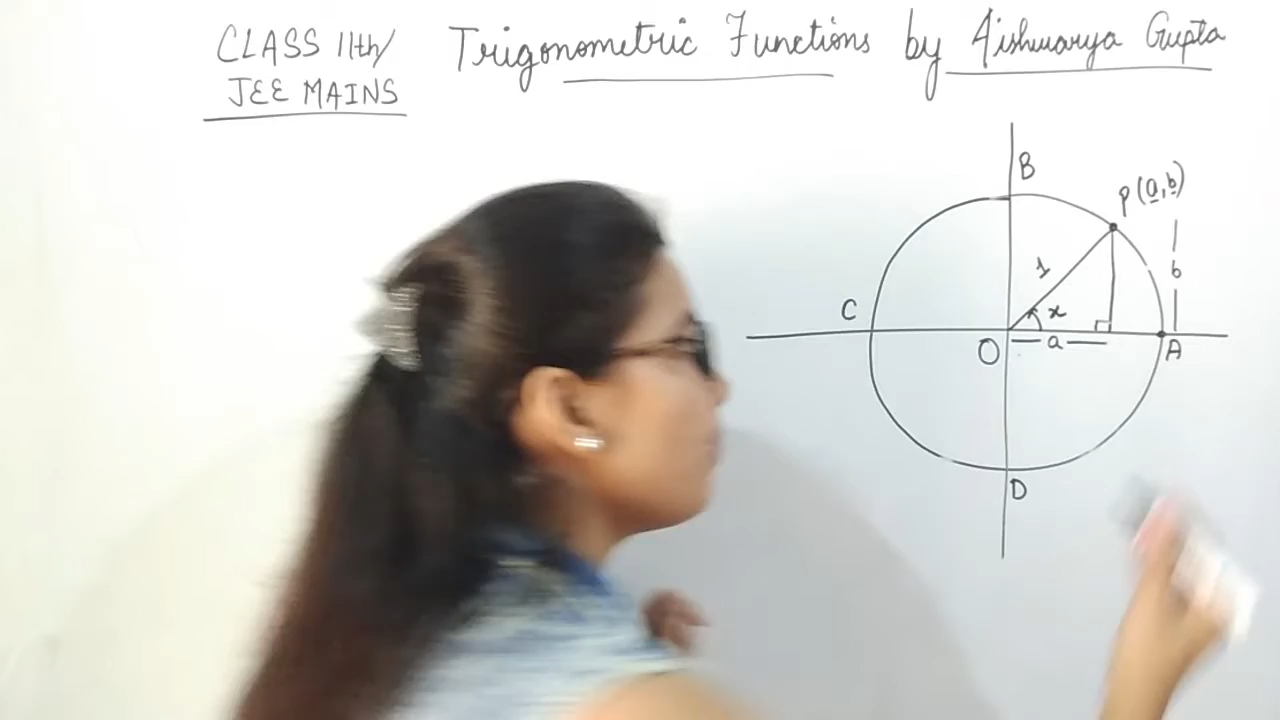 CLASS 11th/
JEE MAINS
Trigonometric Functions by Aishwarya Gupta
B
P(a,b)
1
b
x
C
O
a
A
D